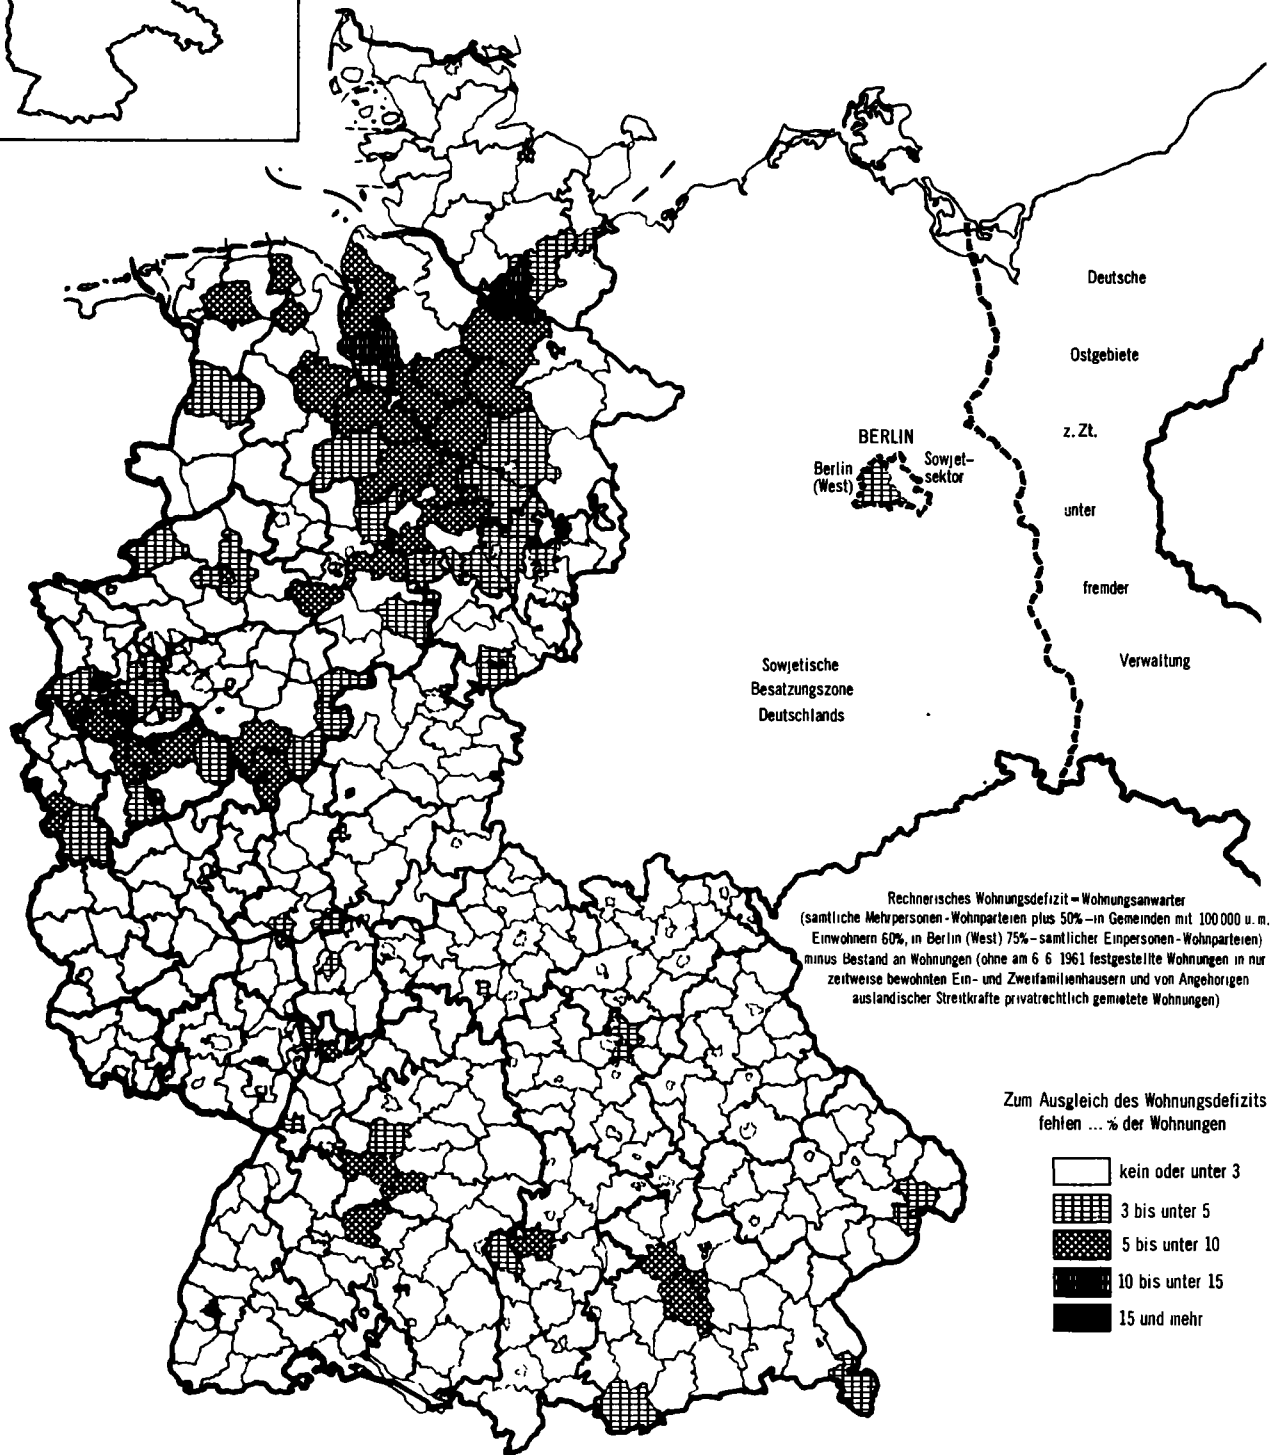 Deutsche
Ostgebiete
z. Zt.
unter
fremder
Verwaltung
BERLIN
Berlin
(West)
Sowjet-
sektor
Sowjetische
Besatzungszone
Deutschlands
Rechnerisches Wohnungsdefizit = Wohnungsanwarter
(samtliche Mehrpersonen-Wohnparteien plus 50% – in Gemeinden mit 100 000 u. m.
Einwohnern 60%, in Berlin (West) 75% – samtlicher Einpersonen-Wohnparteien)
minus Bestand an Wohnungen (ohne am 6 6 1961 festgestellte Wohnungen in nur
zeitweise bewohnten Ein- und Zweifamilienhausern und von Angehorigen
auslandischer Streitkrafte privatrechtlich gemietete Wohnungen)
Zum Ausgleich des Wohnungsdefizits
fehlen ... % der Wohnungen
kein oder unter 3
3 bis unter 5
5 bis unter 10
10 bis unter 15
15 und mehr